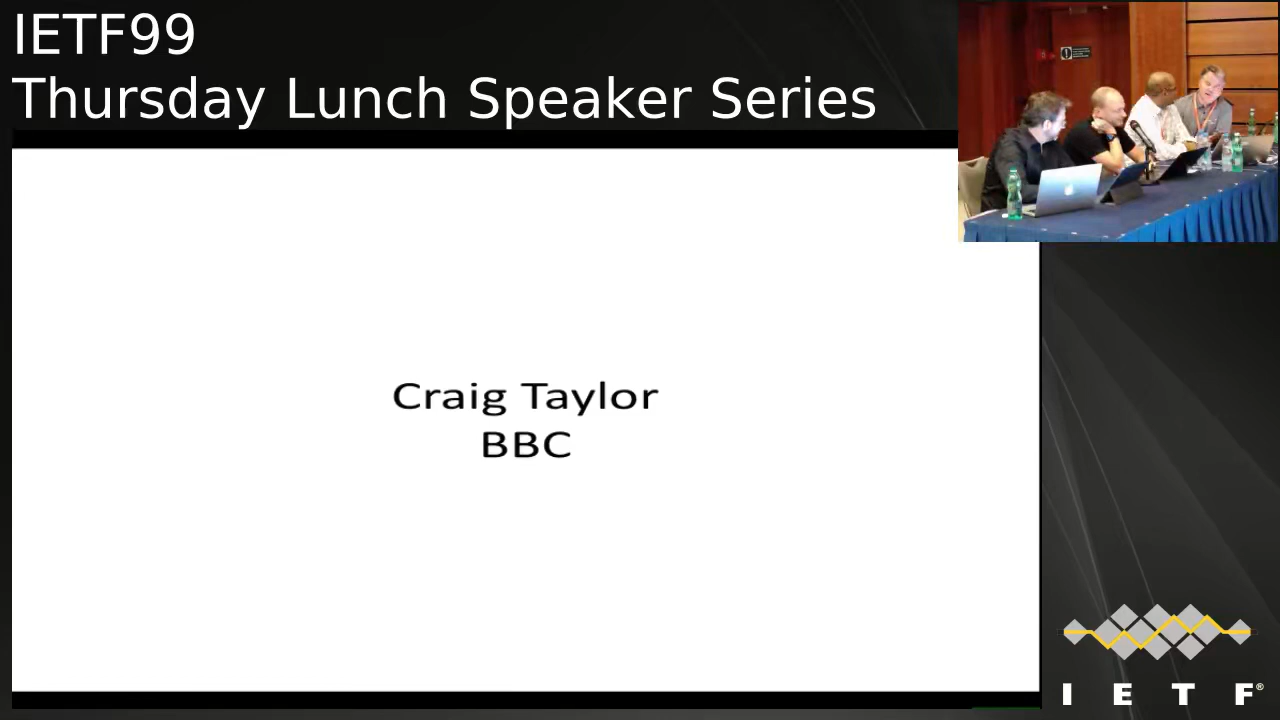 IETF99
Thursday Lunch Speaker Series
Craig Taylor
BBC
I E T F®